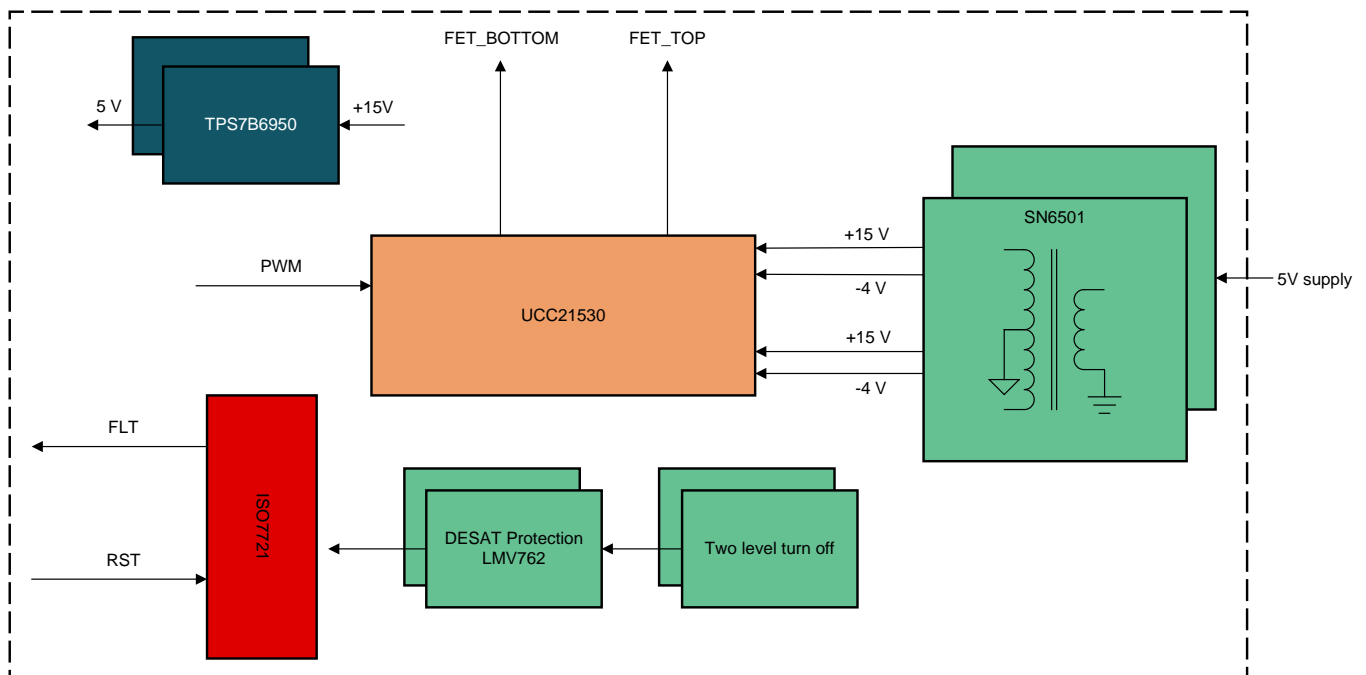 FET_BOTTOM
FET_TOP
5 V
TPS7B6950
+15V
SN6501
+15 V
-4 V
5V supply
PWM
UCC21530
+15 V
-4 V
FLT
ISO7721
RST
DESAT Protection
LMV762
Two level turn off